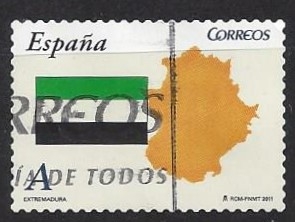 España CORREOS
RREOS
A ÍA DE TODOS
EXTREMADURA RCM-FNMT 2011